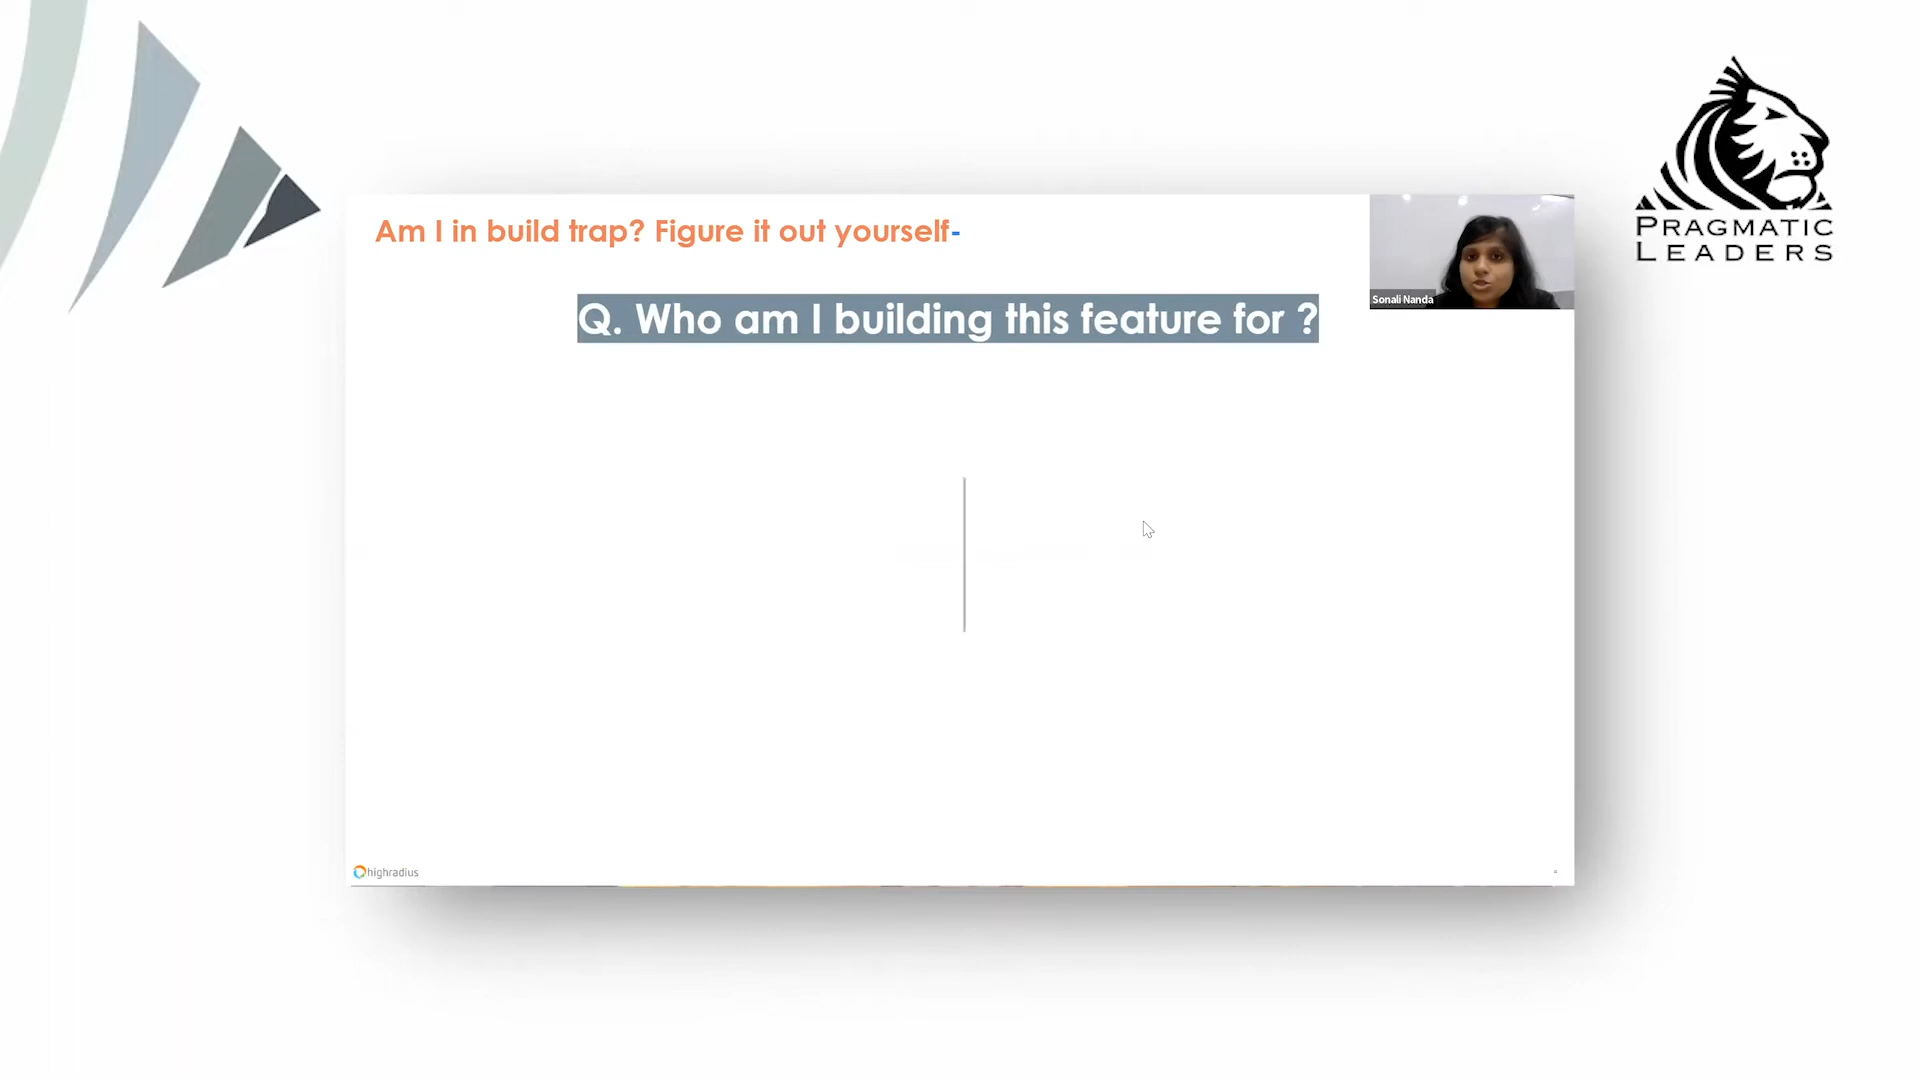 Am I in build trap? Figure it out yourself-
Q. Who am I building this feature for ?
Sonali Nanda
PRAGMATIC
LEADERS
highradius